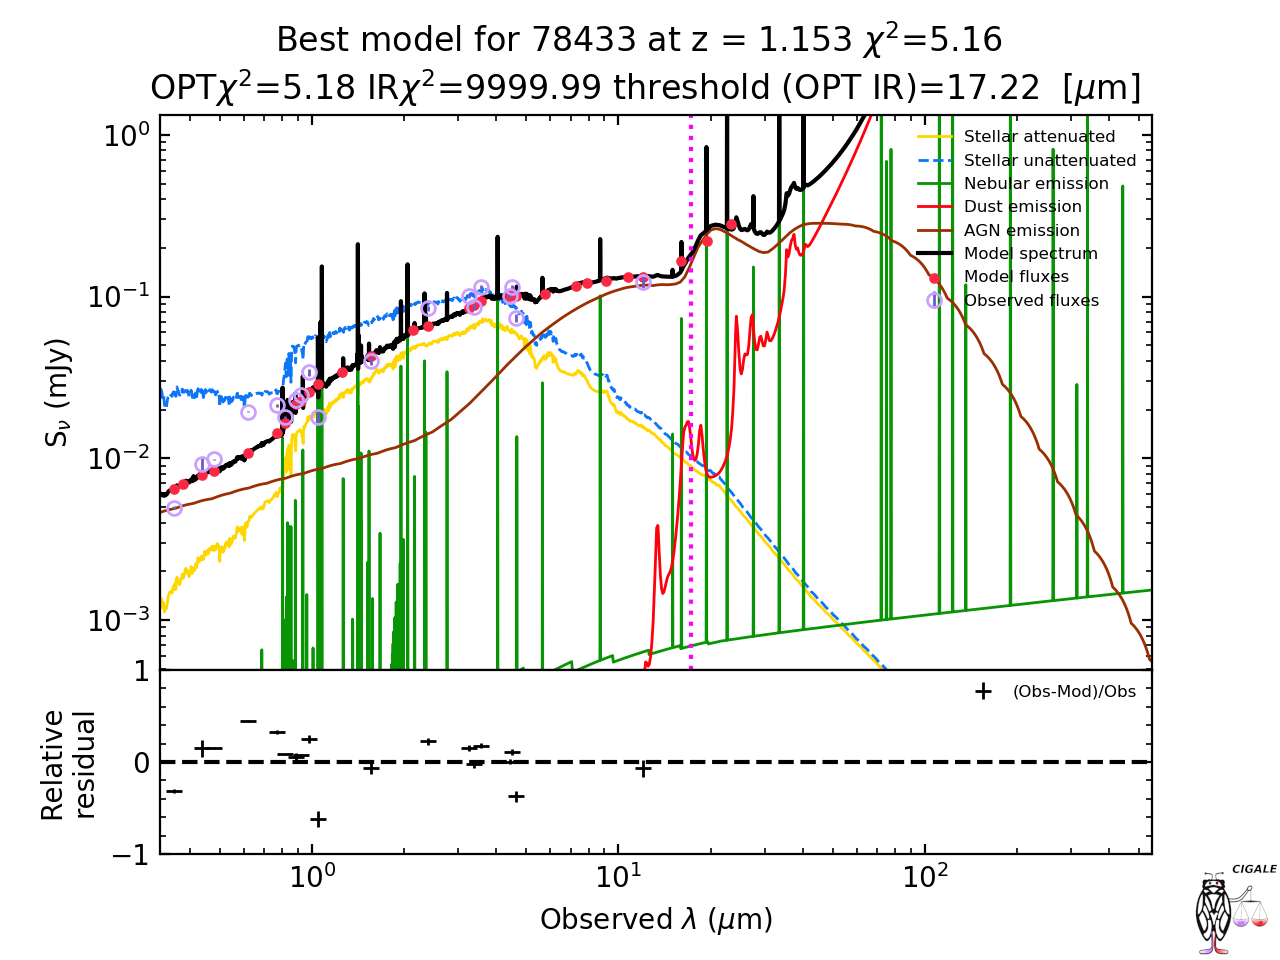 Best model for 78433 at z = 1.153 χ²=5.16
OPTχ²=5.18 IRχ²=9999.99 threshold (OPT IR)=17.22 [μm]
10⁰
10⁻¹
10⁻²
10⁻³
S_ν (mJy)
Stellar attenuated
Stellar unattenuated
Nebular emission
Dust emission
AGN emission
Model spectrum
Model fluxes
Observed fluxes
1
0
−1
Relative
residual
(Obs-Mod)/Obs
10⁰
10¹
10²
Observed λ (μm)
CIGALE